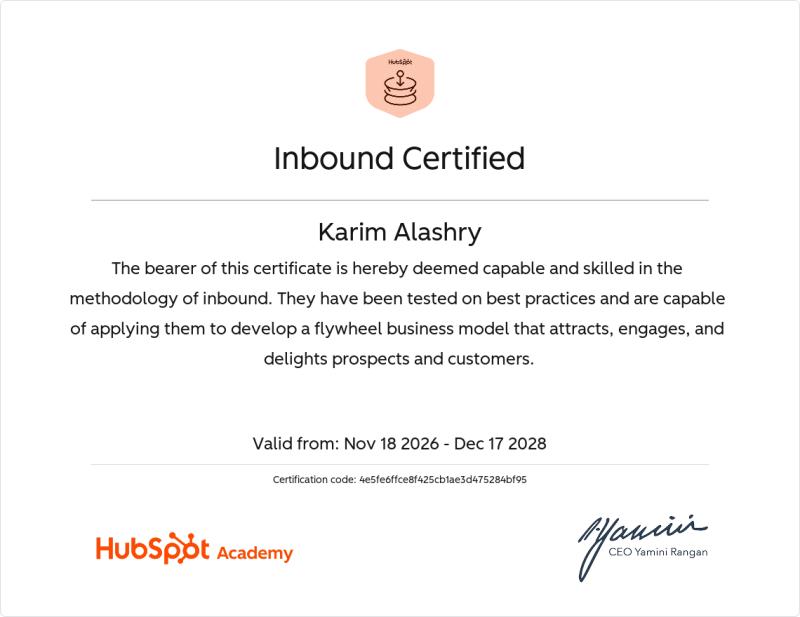 HubSpot
Inbound Certified
Karim Alashry
The bearer of this certificate is hereby deemed capable and skilled in the
methodology of inbound. They have been tested on best practices and are capable
of applying them to develop a flywheel business model that attracts, engages, and
delights prospects and customers.
Valid from: Nov 18 2026 - Dec 17 2028
Certification code: 4e5fe6ffce8f425cb1ae3d475284bf95
HubSpot Academy
Yamini
CEO Yamini Rangan